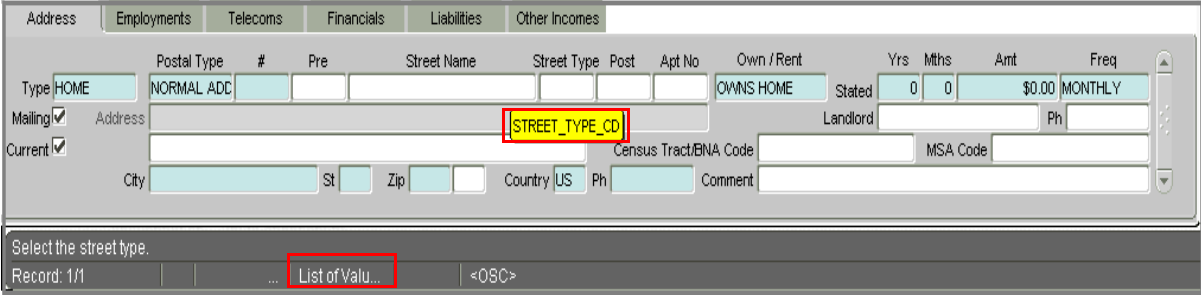 Address Employments Telecoms Financials Liabilities Other Incomes
Postal Type # Pre Street Name Street Type Post Apt No Own / Rent Yrs Mths Amt Freq
Type HOME NORMAL ADD OWNS HOME Stated 0 0 $0.00 MONTHLY
Mailing Address STREET_TYPE_CD Landlord Ph
Current Census Tract/BNA Code MSA Code
City St Zip Country US Ph Comment
Select the street type.
Record: 1/1 ... List of Valu... <OSC>